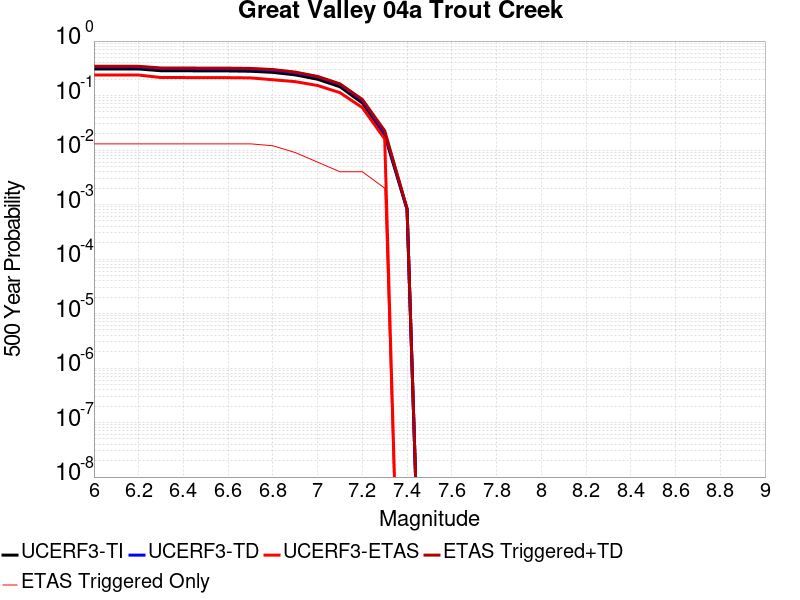 Great Valley 04a Trout Creek
10^0
10^-1
10^-2
10^-3
10^-4
10^-5
10^-6
10^-7
10^-8
500 Year Probability
6 6.2 6.4 6.6 6.8 7 7.2 7.4 7.6 7.8 8 8.2 8.4 8.6 8.8 9
Magnitude
UCERF3-TI UCERF3-TD UCERF3-ETAS ETAS Triggered+TD
ETAS Triggered Only